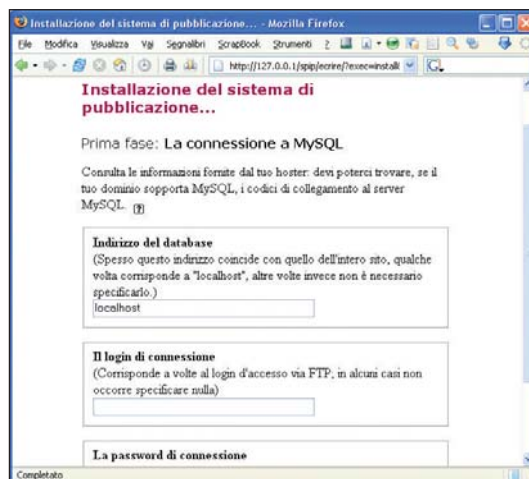 Installazione del sistema di pubblicazione... - Mozilla Firefox
File Modifica Visualizza Vai Segnalibri ScrapBook Strumenti ?
http://127.0.0.1/spip/ecrire/?exec=install
Installazione del sistema di
pubblicazione...
Prima fase: La connessione a MySQL
Consulta le informazioni fornite dal tuo hoster: devi poterci trovare, se il
tuo dominio supporta MySQL, i codici di collegamento al server
MySQL. ?
Indirizzo del database
(Spesso questo indirizzo coincide con quello dell'intero sito, qualche
volta corrisponde a "localhost", altre volte invece non è necessario
specificarlo.)
localhost
Il login di connessione
(Corrisponde a volte al login d'accesso via FTP; in alcuni casi non
occorre specificare nulla)
La password di connessione
Completato